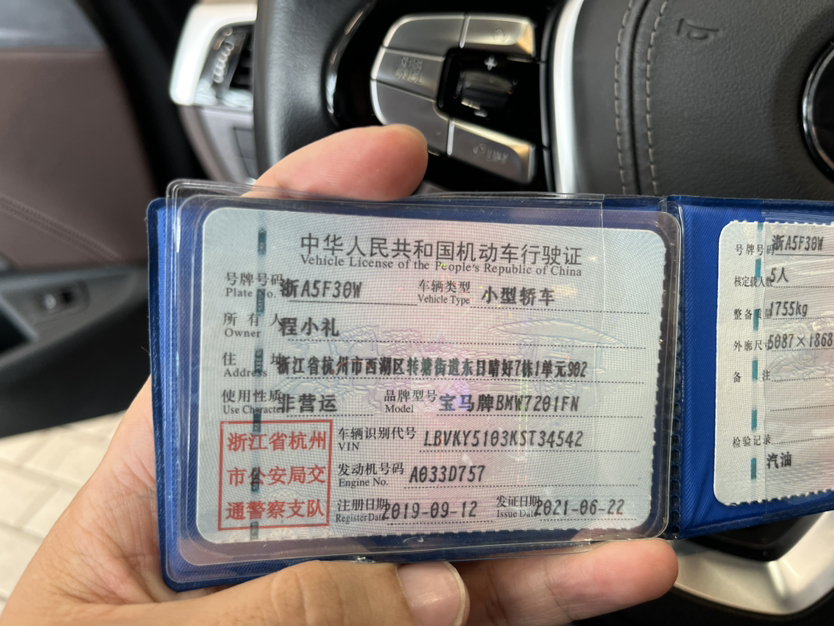 中华人民共和国机动车行驶证
Vehicle License of the People's Republic of China
号牌号码 浙A5F30W 车辆类型 小型轿车
Plate No. Vehicle Type
所有人 程小礼
Owner
住址 浙江省杭州市西湖区转塘街道东日晴好7栋1单元902
Address
使用性质 非营运 品牌型号 宝马牌BMW7201FN
Use Character Model
浙江省杭州
市公安局交
通警察支队
车辆识别代号 LBVKY5103KST34542
VIN
发动机号码 A033D757
Engine No.
注册日期 2019-09-12 发证日期 2021-06-22
Register Date Issue Date
号牌号码 浙A5F30W
核定载人数 5人
整备质量 1755kg
外廓尺寸 5087×1868
备注
检验记录
汽油